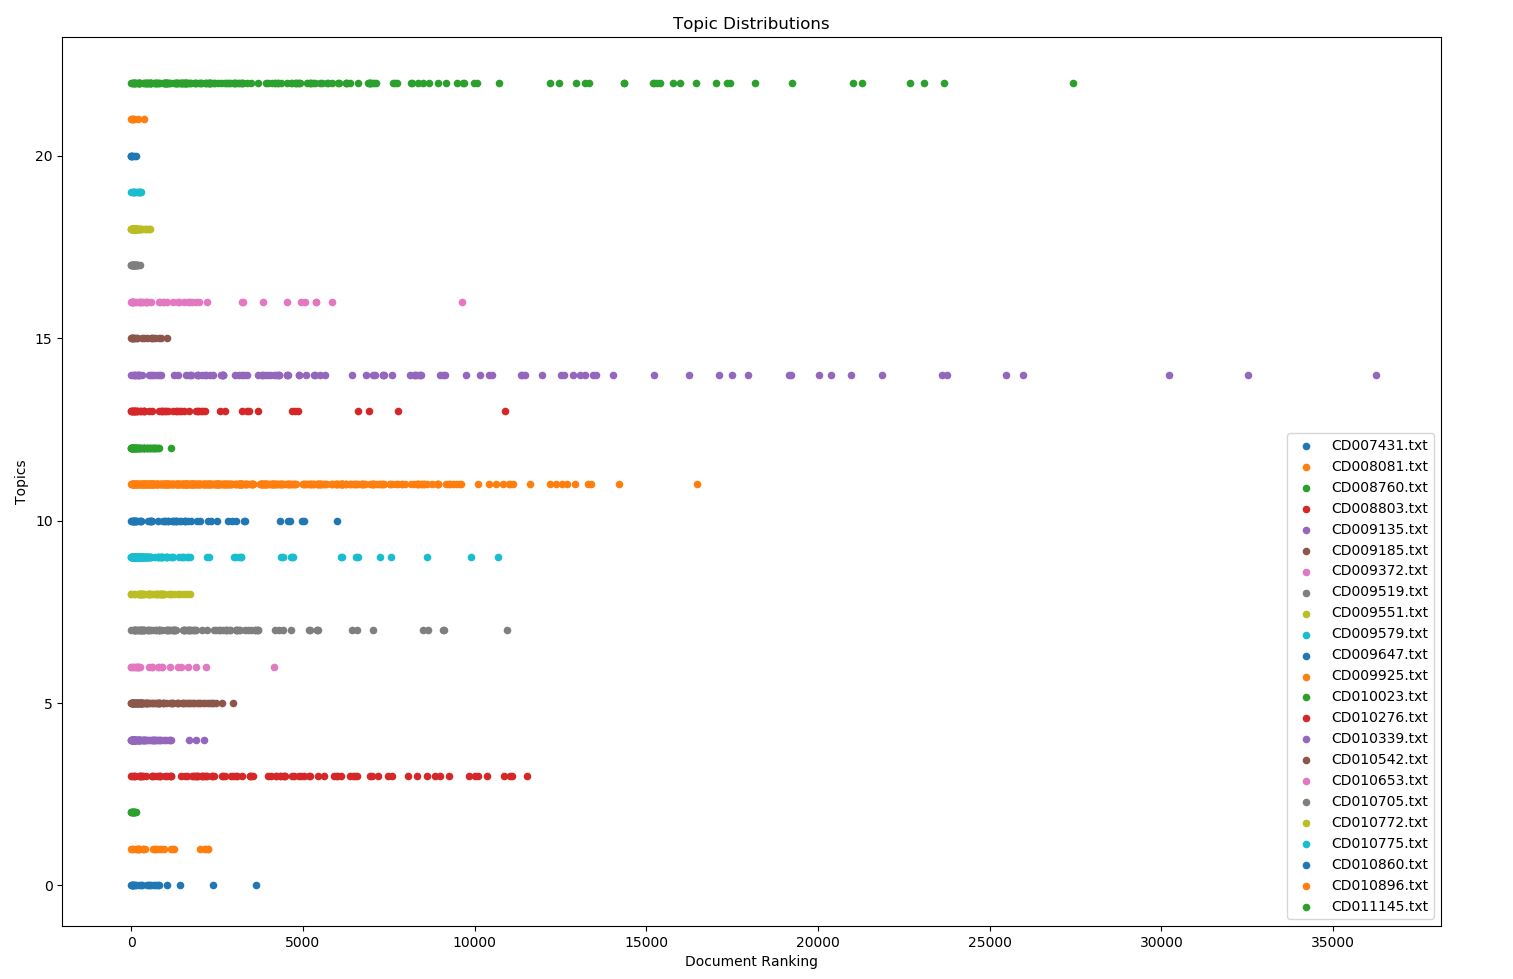 Topic Distributions
Topics
20
15
10
5
0
0
5000
10000
15000
20000
25000
30000
35000
Document Ranking
CD007431.txt
CD008081.txt
CD008760.txt
CD008803.txt
CD009135.txt
CD009185.txt
CD009372.txt
CD009519.txt
CD009551.txt
CD009579.txt
CD009647.txt
CD009925.txt
CD010023.txt
CD010276.txt
CD010339.txt
CD010542.txt
CD010653.txt
CD010705.txt
CD010772.txt
CD010775.txt
CD010860.txt
CD010896.txt
CD011145.txt